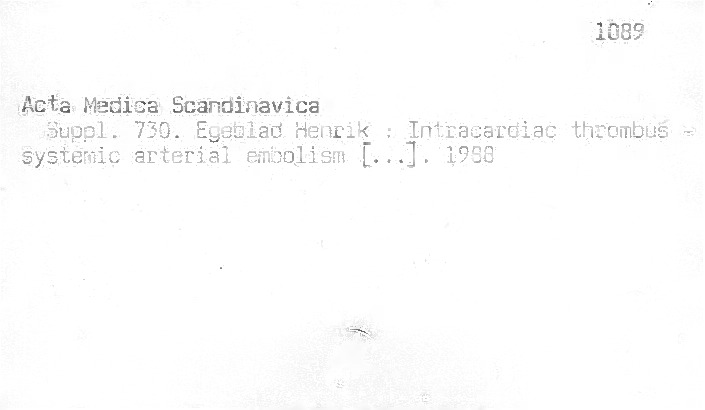 1089
Acta Medica Scandinavica
Suppl. 730. Egeblad Henrik : Intracardiac thrombus -
systemic arterial embolism [...]. 1988